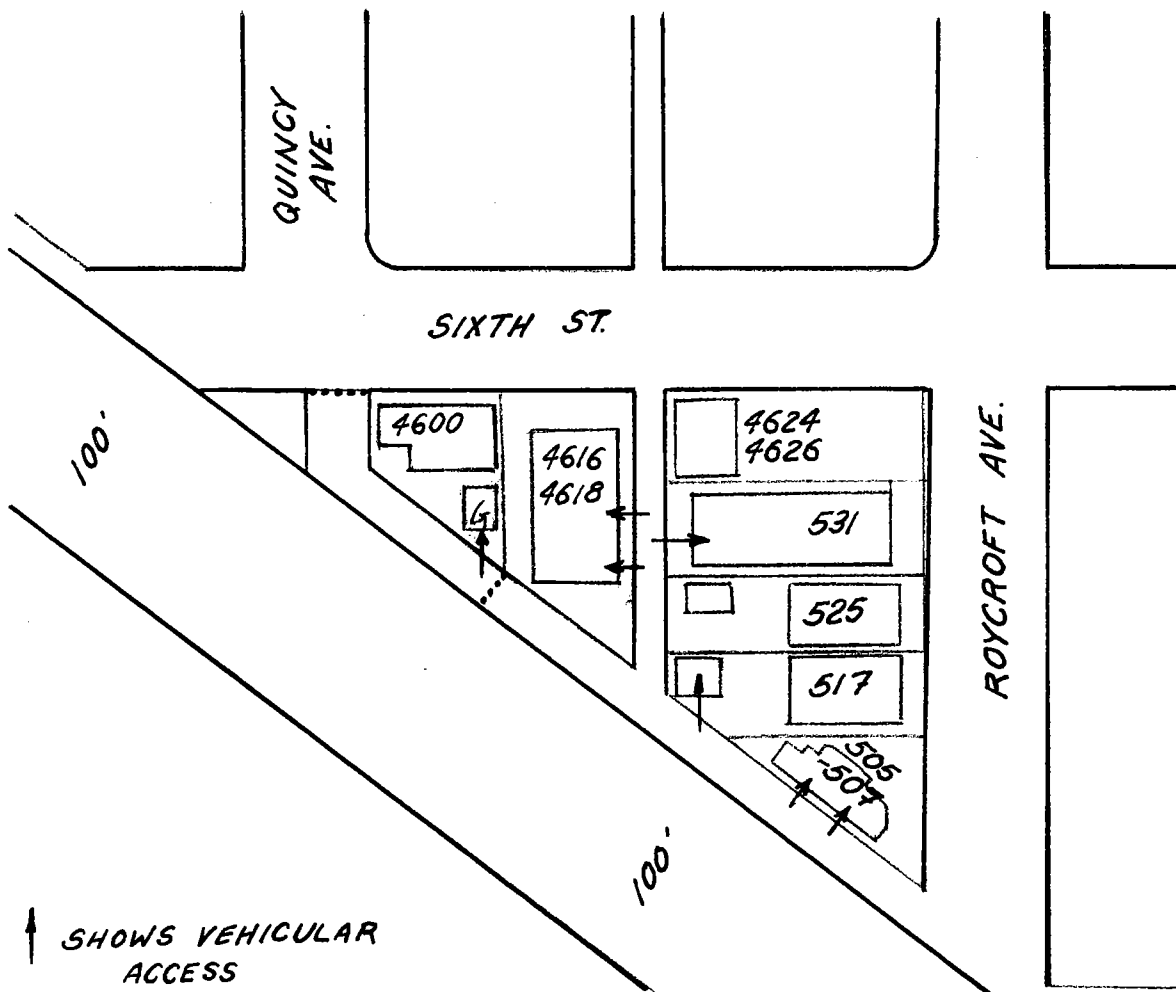 QUINCY
AVE.
SIXTH ST.
100'
4600
G
4616
4618
4624
4626
531
525
517
505
-507
ROYCROFT AVE.
100'
SHOWS VEHICULAR
ACCESS